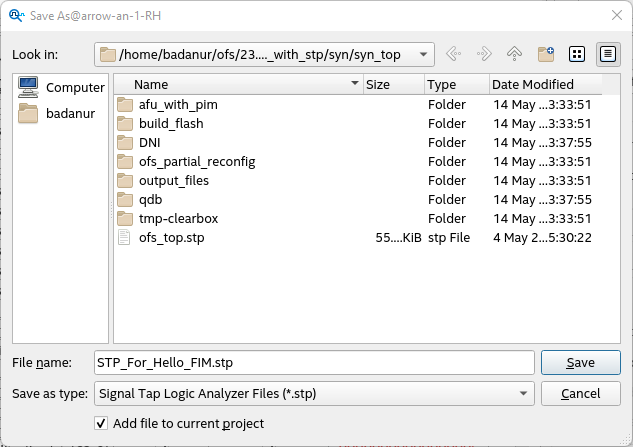 Save As@arrow-an-1-RH
Look in: /home/badanur/ofs/23...._with_stp/syn/syn_top
Computer
badanur
Name Size Type Date Modified
afu_with_pim Folder 14 May ...3:33:51
build_flash Folder 14 May ...3:33:51
DNI Folder 14 May ...3:37:55
ofs_partial_reconfig Folder 14 May ...3:33:51
output_files Folder 14 May ...3:33:51
qdb Folder 14 May ...3:37:55
tmp-clearbox Folder 14 May ...3:33:51
ofs_top.stp 55....KiB stp File 4 May 2...5:30:22
File name: STP_For_Hello_FIM.stp Save
Save as type: Signal Tap Logic Analyzer Files (*.stp) Cancel
Add file to current project